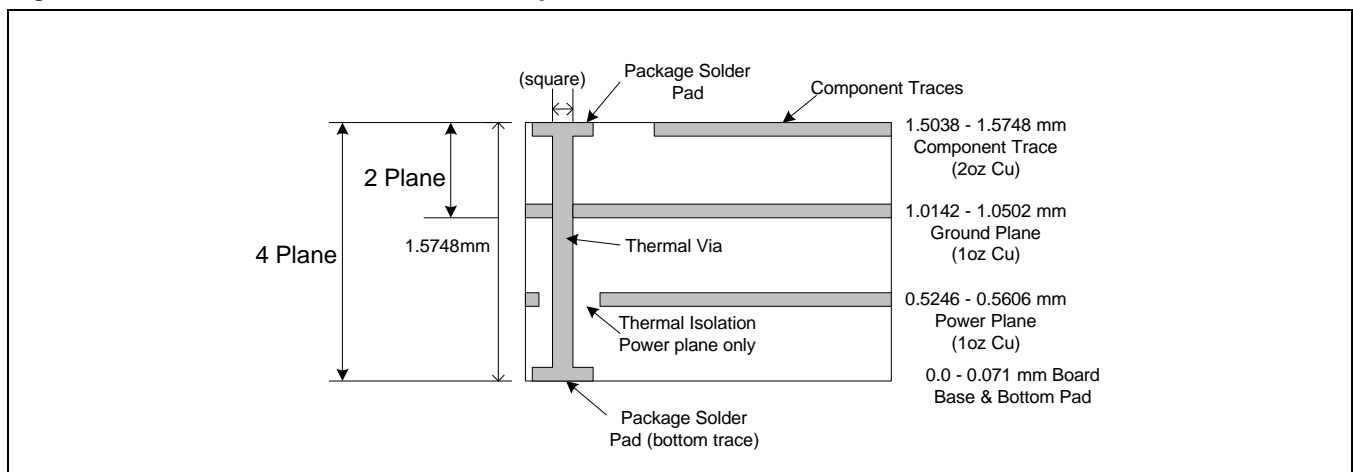 (square)
Package Solder
Pad
Component Traces
1.5038 - 1.5748 mm
Component Trace
(2oz Cu)
2 Plane
4 Plane
1.5748mm
Thermal Via
1.0142 - 1.0502 mm
Ground Plane
(1oz Cu)
Thermal Isolation
Power plane only
0.5246 - 0.5606 mm
Power Plane
(1oz Cu)
0.0 - 0.071 mm Board
Base & Bottom Pad
Package Solder
Pad (bottom trace)